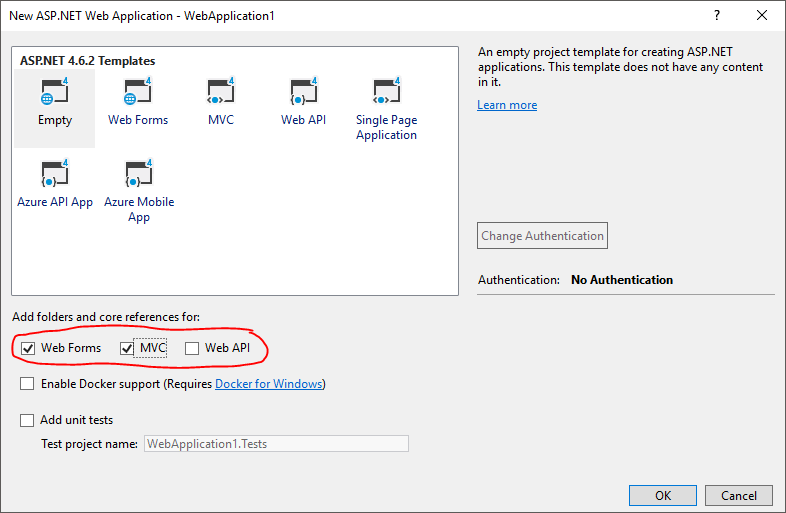 New ASP.NET Web Application - WebApplication1
ASP.NET 4.6.2 Templates
Empty
Web Forms
MVC
Web API
Single Page
Application
Azure API App
Azure Mobile
App
An empty project template for creating ASP.NET
applications. This template does not have any content
in it.
Learn more
Change Authentication
Authentication: No Authentication
Add folders and core references for:
Web Forms MVC Web API
Enable Docker support (Requires Docker for Windows)
Add unit tests
Test project name: WebApplication1.Tests
OK Cancel